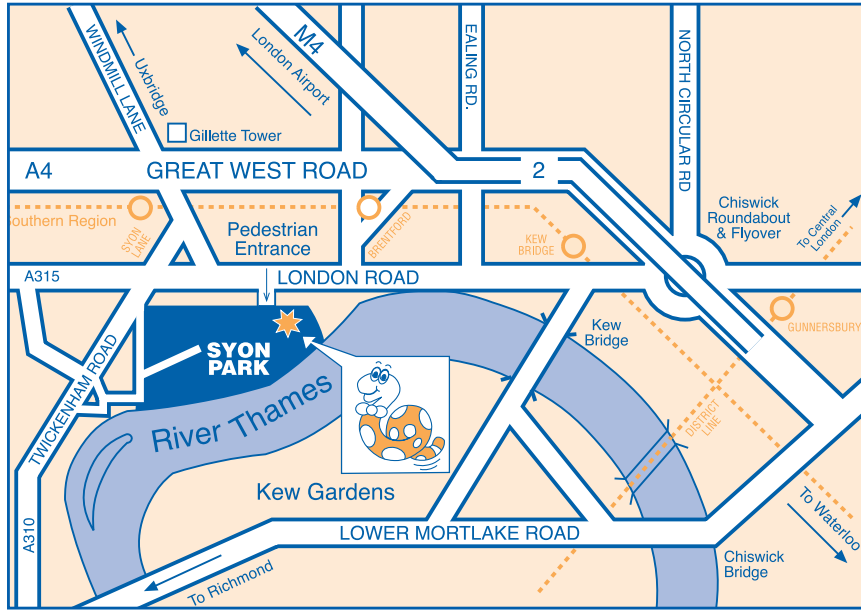 WINDMILL LANE
Uxbridge
London Airport
M4
EALING RD.
NORTH CIRCULAR RD
Gillette Tower
A4
GREAT WEST ROAD
2
Southern Region
SYON
LANE
Pedestrian
Entrance
BRENTFORD
KEW
BRIDGE
Chiswick
Roundabout
& Flyover
To Central
London
A315
LONDON ROAD
GUNNERSBURY
Kew
Bridge
SYON
PARK
TWICKENHAM ROAD
River Thames
DISTRICT
LINE
Kew Gardens
A310
LOWER MORTLAKE ROAD
To Waterloo
Chiswick
Bridge
To Richmond